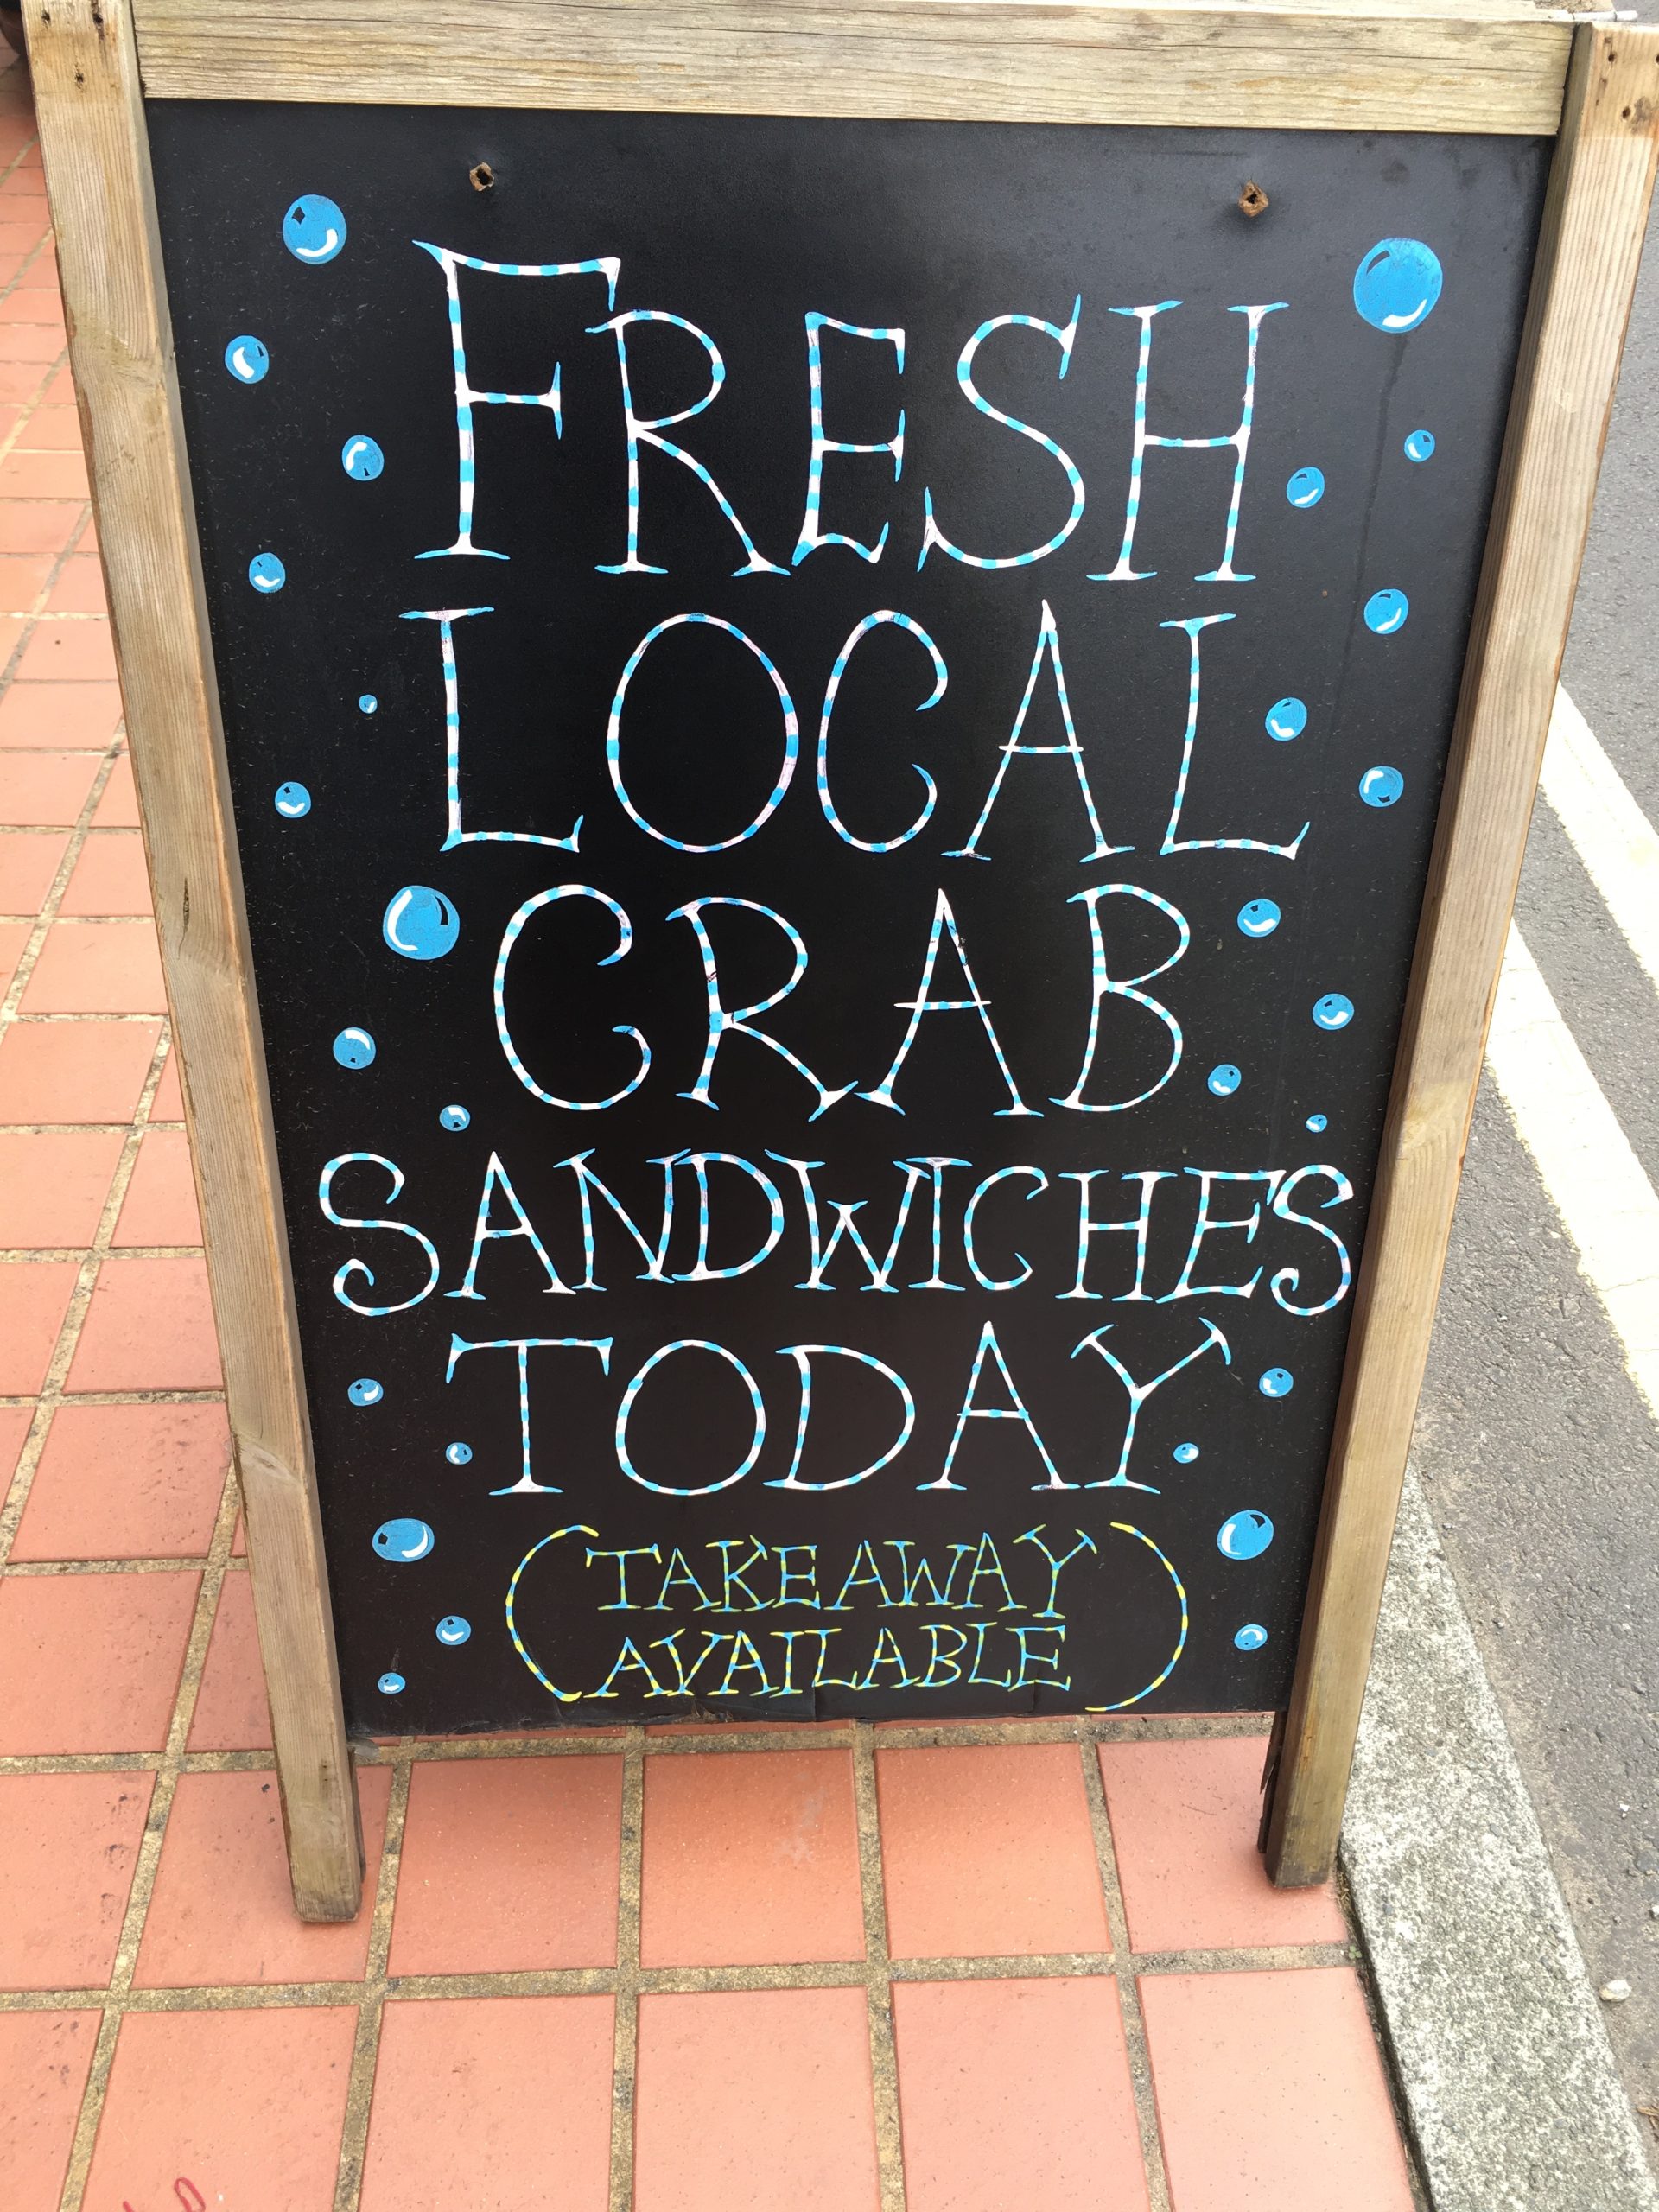 FRESH
LOCAL
CRAB
SANDWICHES
TODAY
(TAKEAWAY
AVAILABLE)